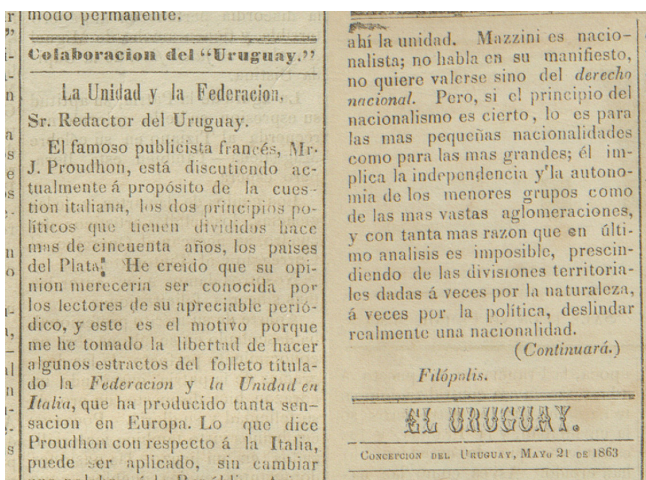 modo permanente.
Colaboracion del "Uruguay."
La Unidad y la Federacion.
Sr. Redactor del Uruguay.
El famoso publicista francés, Mr.
J. Proudhon, está discutiendo ac-
tualmente á propósito de la cues-
tion italiana, los dos principios po-
líticos que tienen divididos hace
mas de cincuenta años, los paises
del Plata. He creido que su opi-
nion mereceria ser conocida por
los lectores de su apreciable perió-
dico, y este es el motivo porque
me he tomado la libertad de hacer
algunos estractos del folleto titula-
do la Federacion y la Unidad en
Italia, que ha producido tanta sen-
sacion en Europa. Lo que dice
Proudhon con respecto á la Italia,
puede ser aplicado, sin cambiar
ahí la unidad. Mazzini es nacio-
nalista; no habla en su manifiesto,
no quiere valerse sino del derecho
nacional. Pero, si el principio del
nacionalismo es cierto, lo es para
las mas pequeñas nacionalidades
como para las mas grandes; él im-
plica la independencia y la autono-
mia de los menores grupos como
de las mas vastas aglomeraciones,
y con tanta mas razon que en últi-
mo analisis es imposible, prescin-
diendo de las divisiones territoria-
les dadas á veces por la naturaleza,
á veces por la política, deslindar
realmente una nacionalidad.
(Continuará.)
Filópolis.
EL URUGUAY.
CONCEPCION DEL URUGUAY, MAYO 21 DE 1863